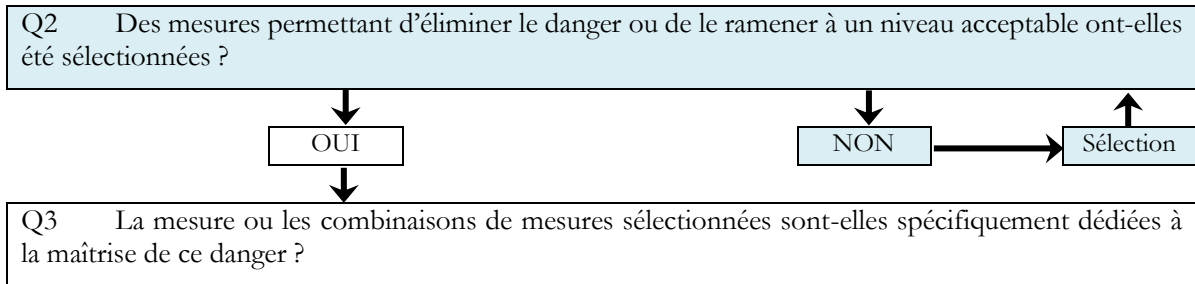 Q2 Des mesures permettant d’éliminer le danger ou de le ramener à un niveau acceptable ont-elles
été sélectionnées ?
OUI
NON
Sélection
Q3 La mesure ou les combinaisons de mesures sélectionnées sont-elles spécifiquement dédiées à
la maîtrise de ce danger ?